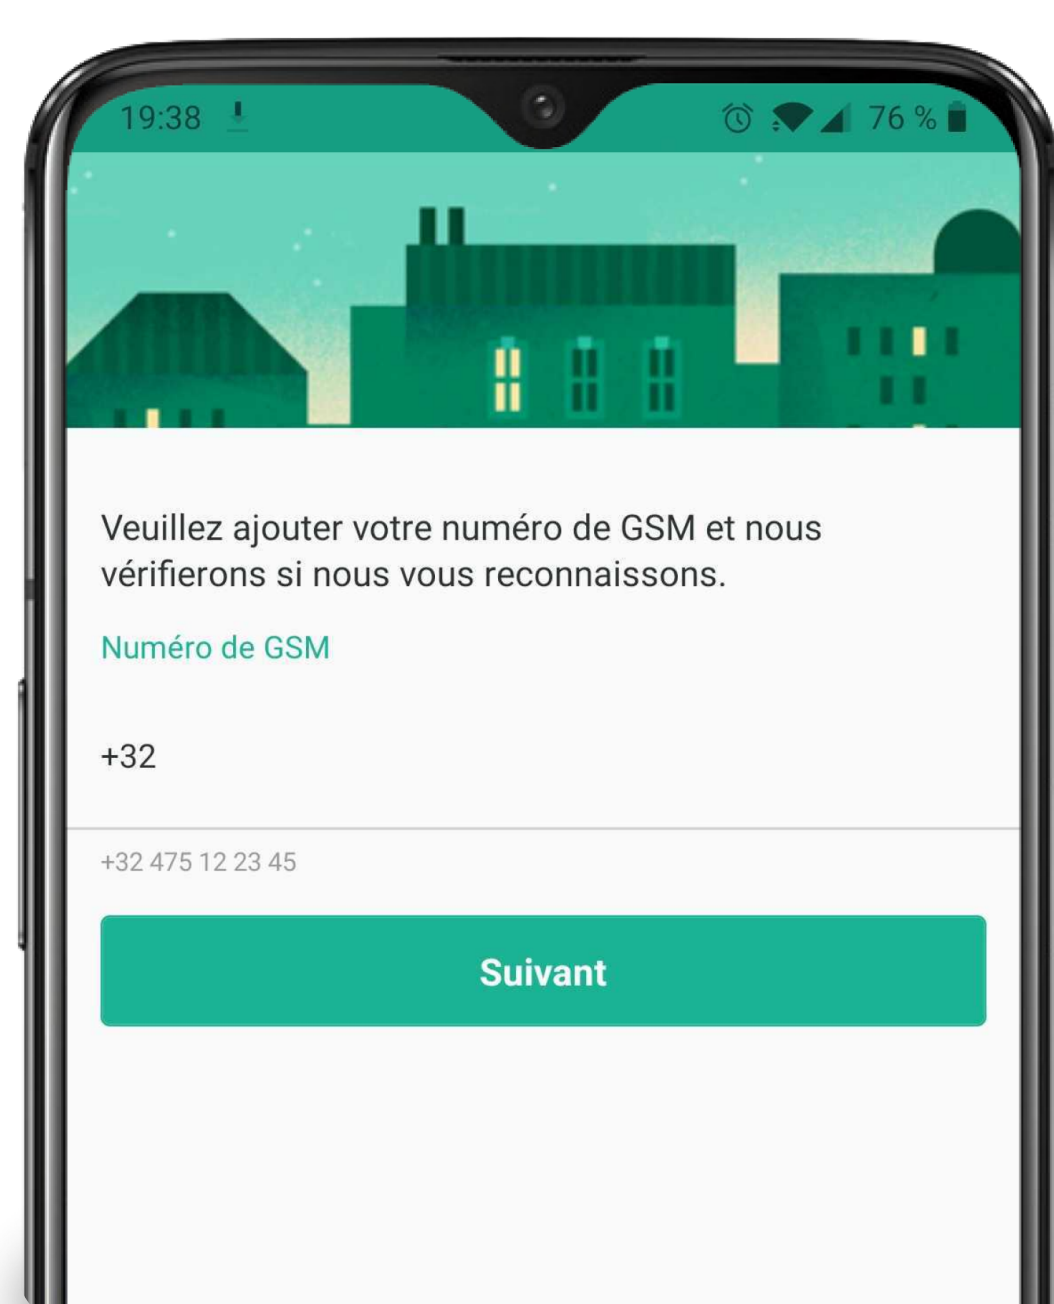 19:38
76 %
Veuillez ajouter votre numéro de GSM et nous
vérifierons si nous vous reconnaissons.
Numéro de GSM
+32
+32 475 12 23 45
Suivant